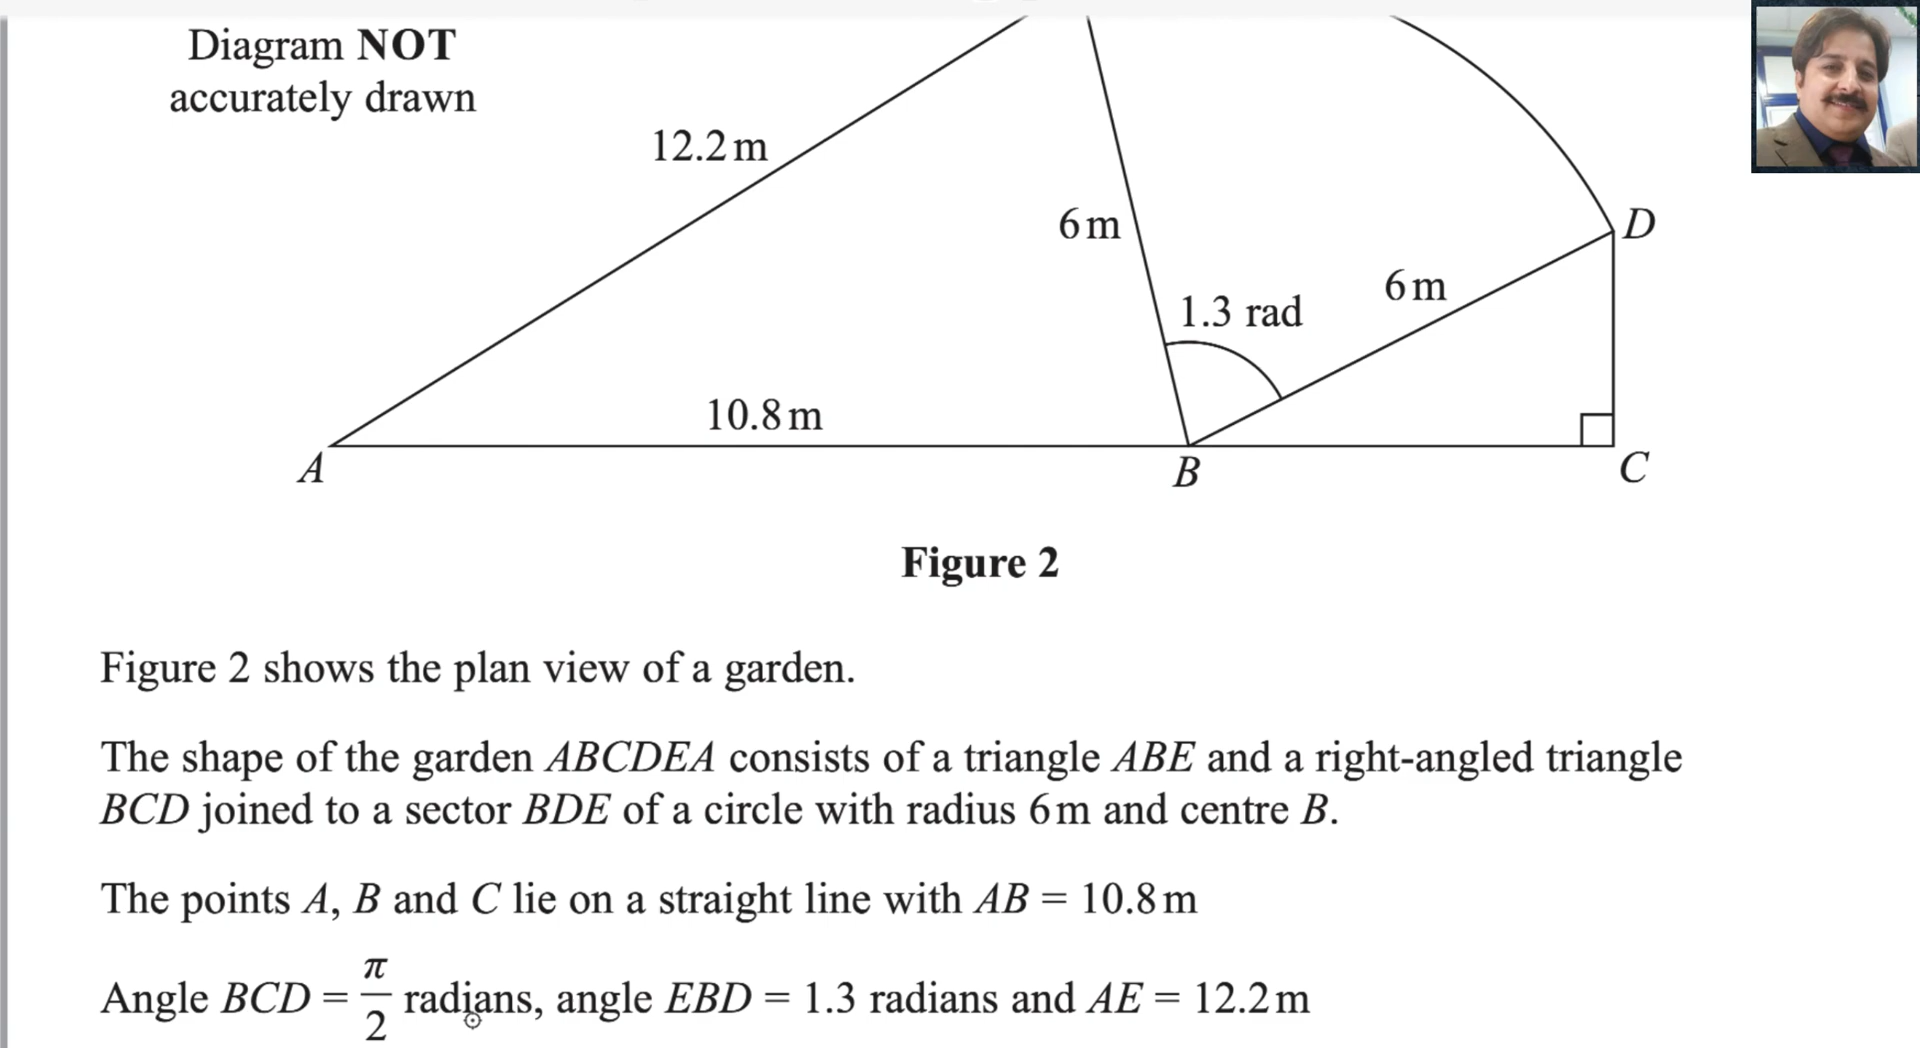 Diagram NOT
accurately drawn
12.2 m
6 m
D
6 m
1.3 rad
10.8 m
A
B
C
Figure 2
Figure 2 shows the plan view of a garden.
The shape of the garden ABCDEA consists of a triangle ABE and a right-angled triangle
BCD joined to a sector BDE of a circle with radius 6 m and centre B.
The points A, B and C lie on a straight line with AB = 10.8 m
Angle BCD = π/2 radians, angle EBD = 1.3 radians and AE = 12.2 m